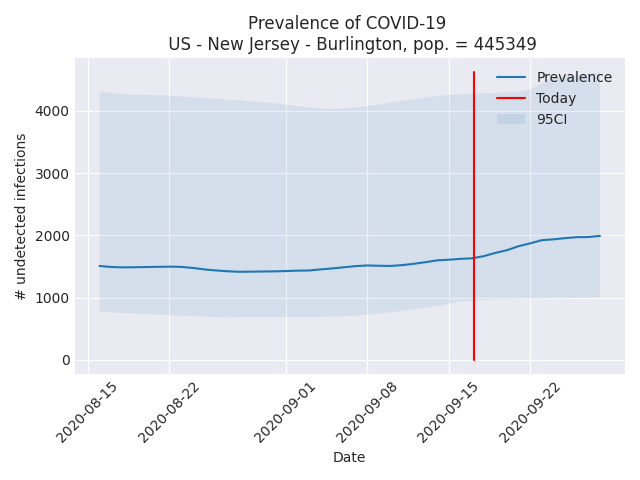 Prevalence of COVID-19
US - New Jersey - Burlington, pop. = 445349
Prevalence
Today
95CI
4000
3000
2000
1000
0
# undetected infections
2020-08-15
2020-08-22
2020-09-01
2020-09-08
2020-09-15
2020-09-22
Date